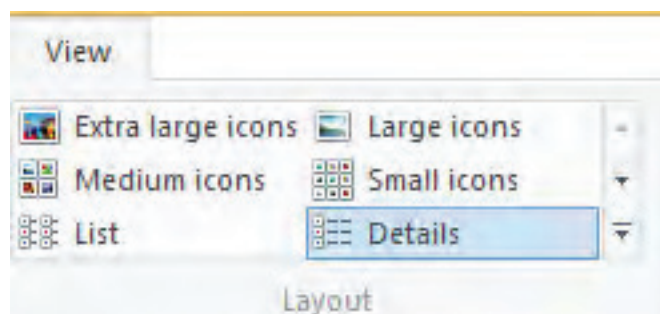 View
Extra large icons Large icons
Medium icons Small icons
List Details
Layout